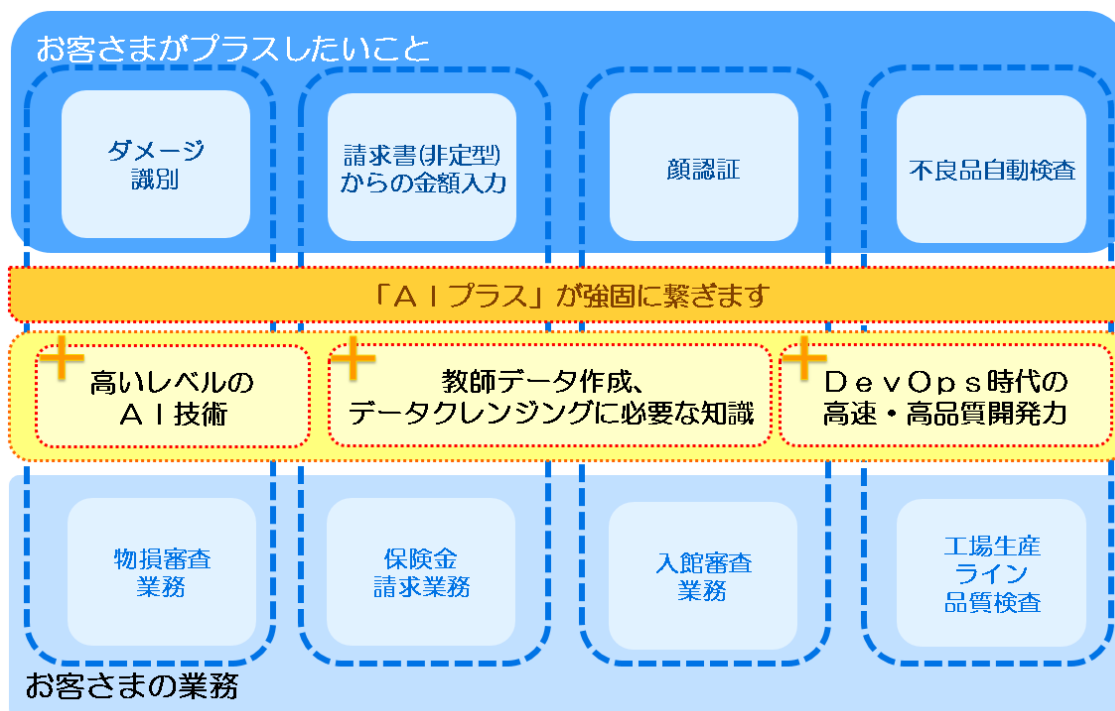 お客さまがプラスしたいこと
ダメージ
識別
請求書(非定型)
からの金額入力
顔認証
不良品自動検査
「AIプラス」が強固に繋ぎます
高いレベルの
AI技術
教師データ作成、
データクレンジングに必要な知識
DevOps時代の
高速・高品質開発力
物損審査
業務
保険金
請求業務
入館審査
業務
工場生産
ライン
品質検査
お客さまの業務